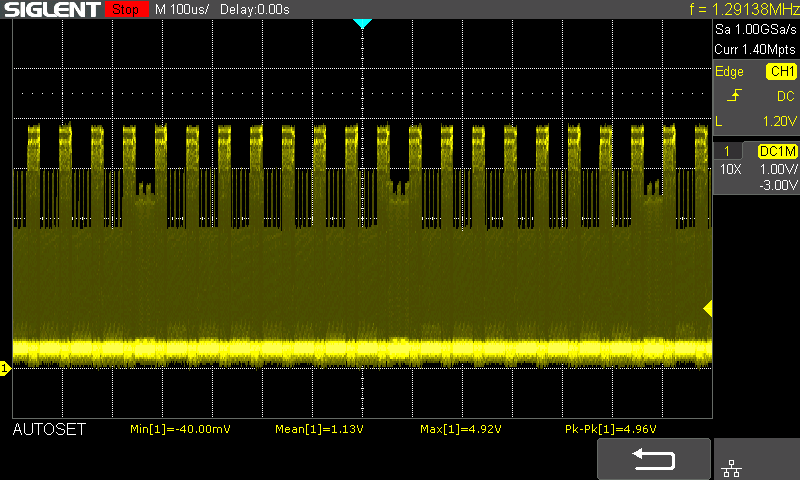 SIGLENT Stop M 100us/ Delay:0.00s f = 1.29138MHz
Sa 1.00GSa/s
Curr 1.40Mpts
Edge CH1
DC
L 1.20V
1 DC1M
10X 1.00V/
-3.00V
1
AUTOSET Min[1]=-40.00mV Mean[1]=1.13V Max[1]=4.92V Pk-Pk[1]=4.96V